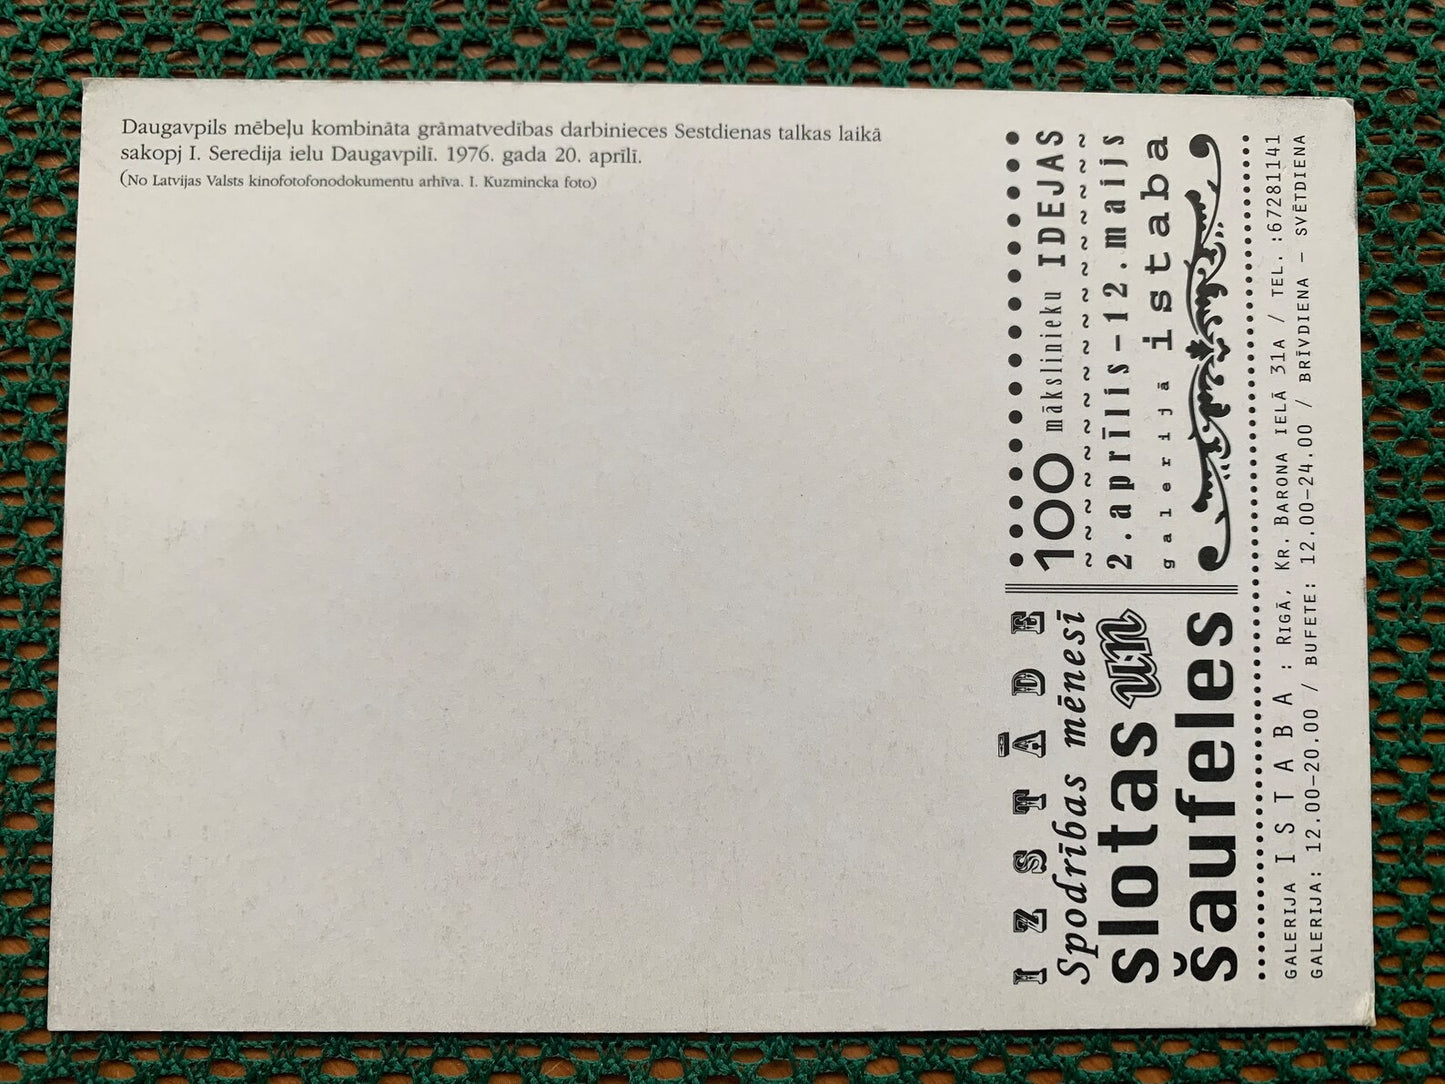 Daugavpils mēbeļu kombināta grāmatvedības darbinieces Sestdienas talkas laikā
sakopj I. Seredija ielu Daugavpilī. 1976. gada 20. aprīlī.
(No Latvijas Valsts kinofotofonodokumentu arhīva. I. Kuzmincka foto)
IZSTĀDE
Spodrības mēnesī
slotas un
šaufeles
100 mākslinieku IDEJAS
2.aprīlis–12.maijs
galerijā istaba
GALERIJA ISTABA: RIGĀ, KR. BARONA IELĀ 31A / TEL. :67281141
GALERIJA: 12.00–20.00 / BUFETE: 12.00–24.00 / BRĪVDIENA – SVĒTDIENA